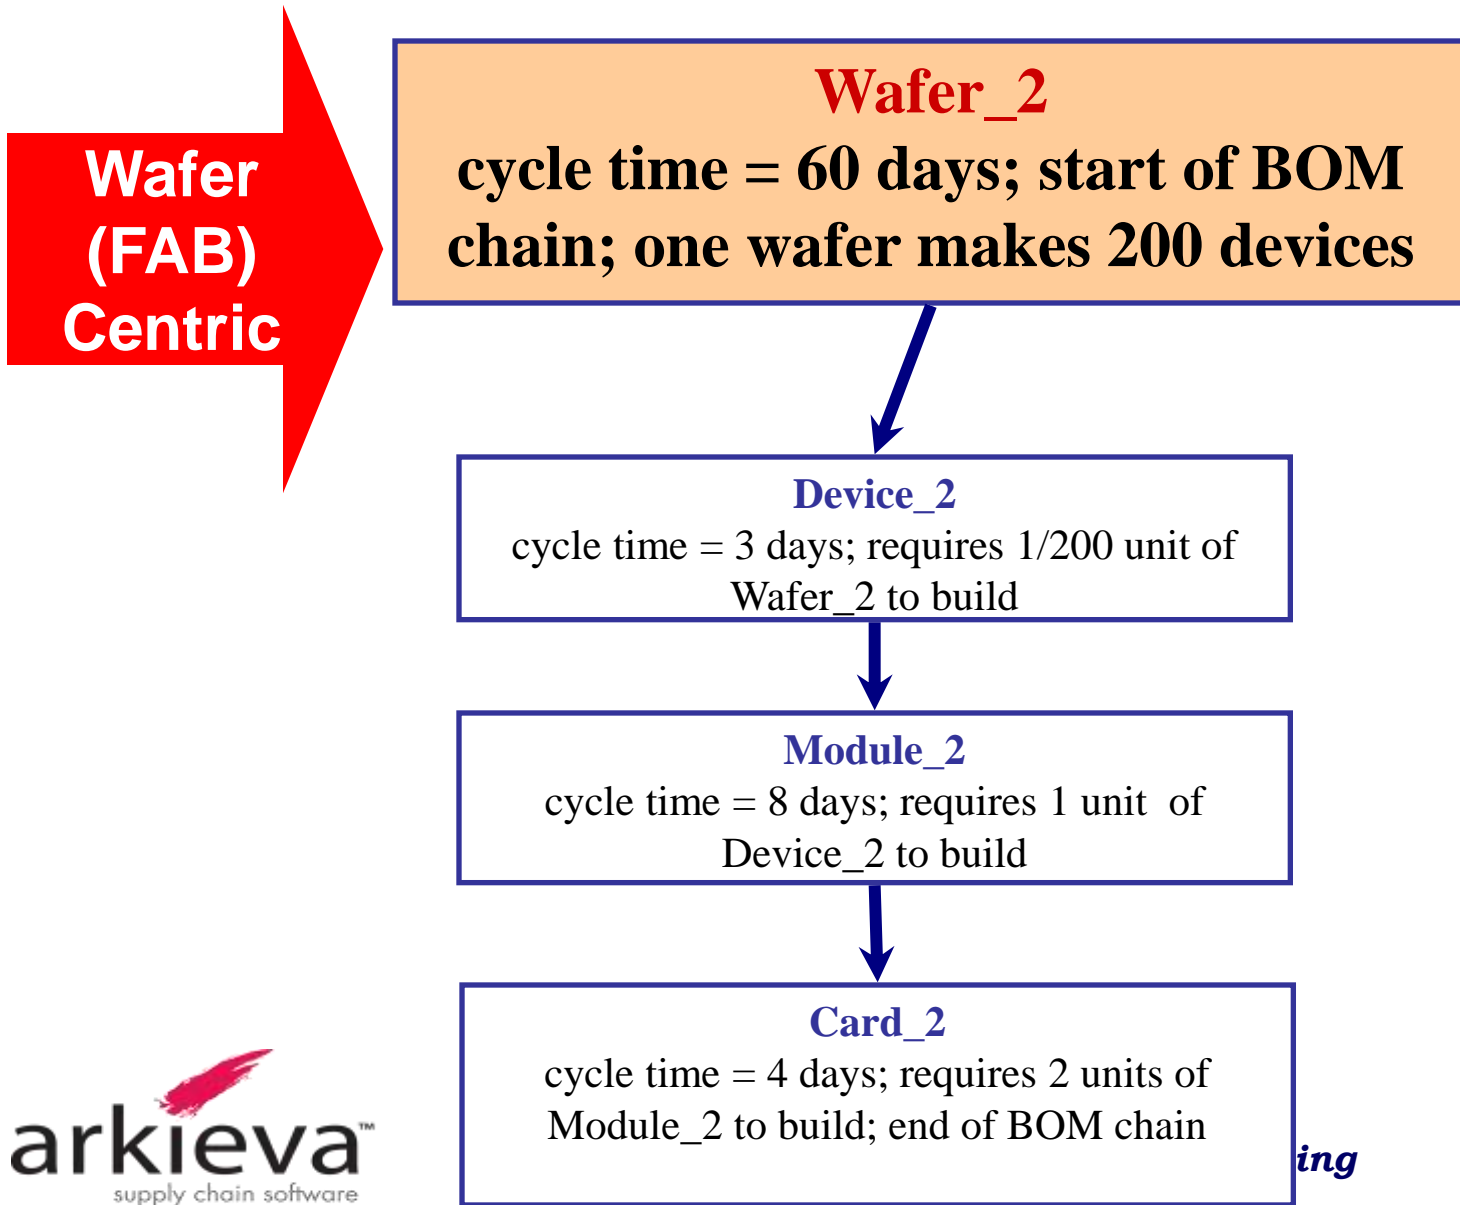 Wafer
(FAB)
Centric
Wafer_2
cycle time = 60 days; start of BOM
chain; one wafer makes 200 devices
Device_2
cycle time = 3 days; requires 1/200 unit of
Wafer_2 to build
Module_2
cycle time = 8 days; requires 1 unit of
Device_2 to build
Card_2
cycle time = 4 days; requires 2 units of
Module_2 to build; end of BOM chain
arkieva™
supply chain software
ing